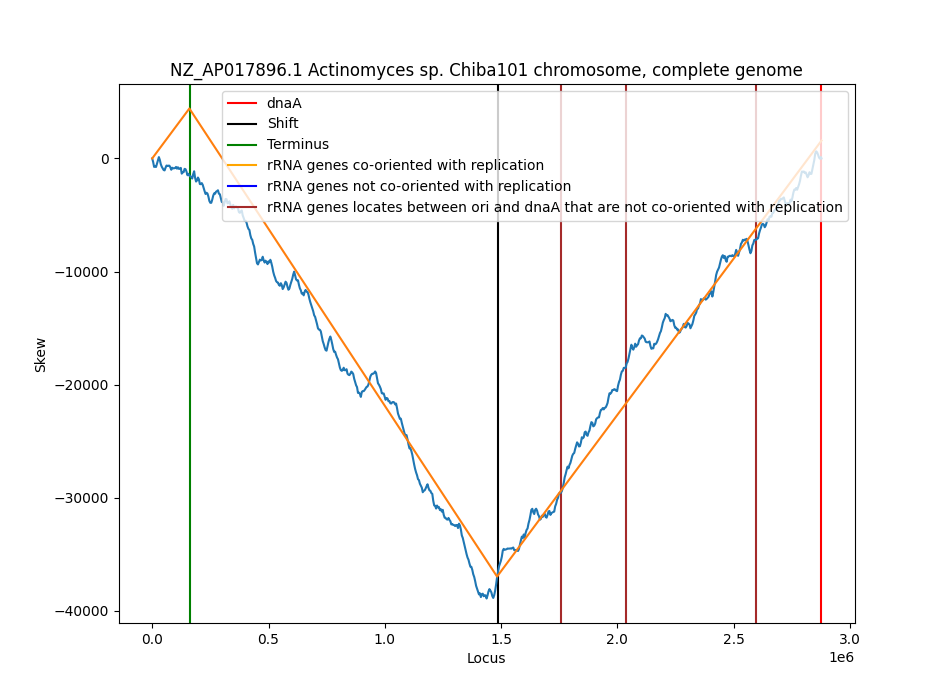 NZ_AP017896.1 Actinomyces sp. Chiba101 chromosome, complete genome
dnaA
Shift
Terminus
rRNA genes co-oriented with replication
rRNA genes not co-oriented with replication
rRNA genes locates between ori and dnaA that are not co-oriented with replication
0
−10000
−20000
−30000
−40000
Skew
0.0 0.5 1.0 1.5 2.0 2.5 3.0
1e6
Locus